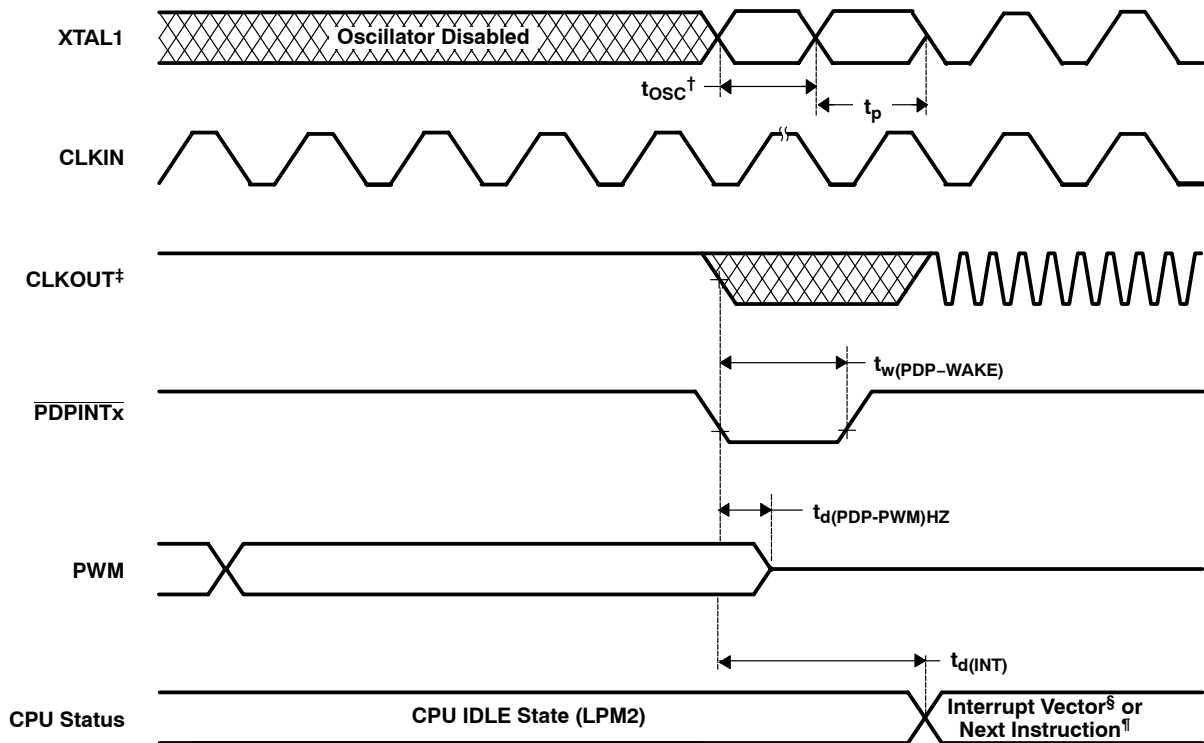 XTAL1
Oscillator Disabled
tOSC†
tp
CLKIN
CLKOUT‡
tw(PDP−WAKE)
PDPINTx
td(PDP-PWM)HZ
PWM
td(INT)
CPU Status
CPU IDLE State (LPM2)
Interrupt Vector§ or
Next Instruction¶